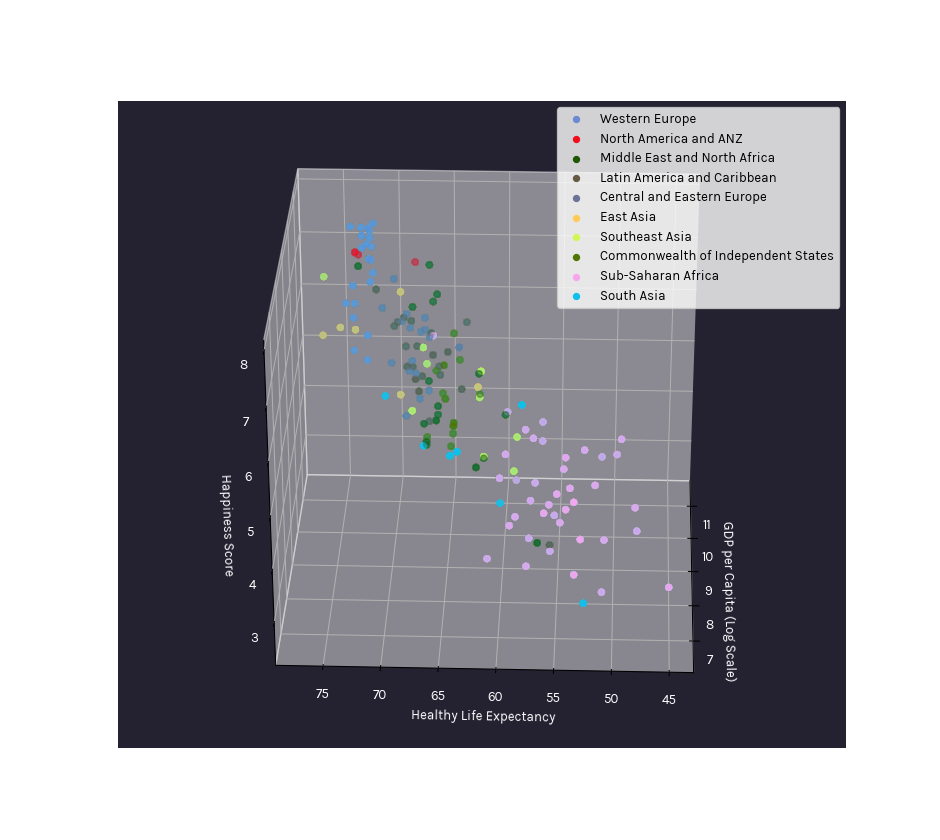 Western Europe
North America and ANZ
Middle East and North Africa
Latin America and Caribbean
Central and Eastern Europe
East Asia
Southeast Asia
Commonwealth of Independent States
Sub-Saharan Africa
South Asia
8
7
6
5
4
3
Happiness Score
75
70
65
60
55
50
45
Healthy Life Expectancy
11
10
9
8
7
GDP per Capita (Log Scale)